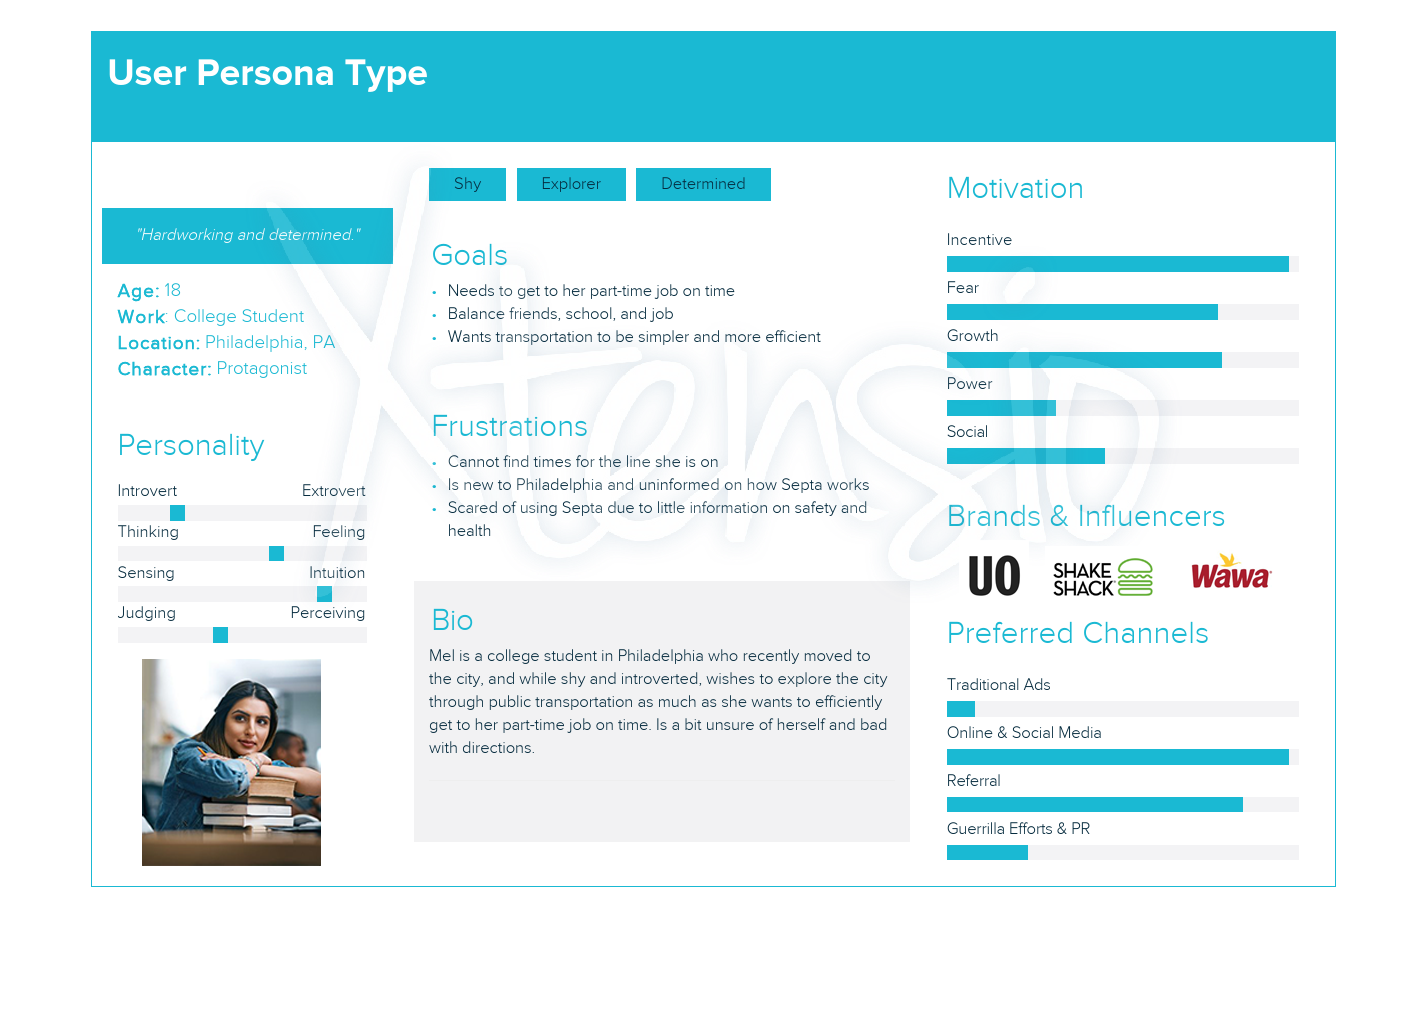 User Persona Type
"Hardworking and determined."
Age: 18
Work: College Student
Location: Philadelphia, PA
Character: Protagonist
Personality
Introvert Extrovert
Thinking Feeling
Sensing Intuition
Judging Perceiving
Shy Explorer Determined
Goals
• Needs to get to her part-time job on time
• Balance friends, school, and job
• Wants transportation to be simpler and more efficient
Frustrations
• Cannot find times for the line she is on
• Is new to Philadelphia and uninformed on how Septa works
• Scared of using Septa due to little information on safety and
health
Bio
Mel is a college student in Philadelphia who recently moved to
the city, and while shy and introverted, wishes to explore the city
through public transportation as much as she wants to efficiently
get to her part-time job on time. Is a bit unsure of herself and bad
with directions.
Motivation
Incentive
Fear
Growth
Power
Social
Brands & Influencers
UO
SHAKE
SHACK
Wawa
Preferred Channels
Traditional Ads
Online & Social Media
Referral
Guerrilla Efforts & PR
Xtensio